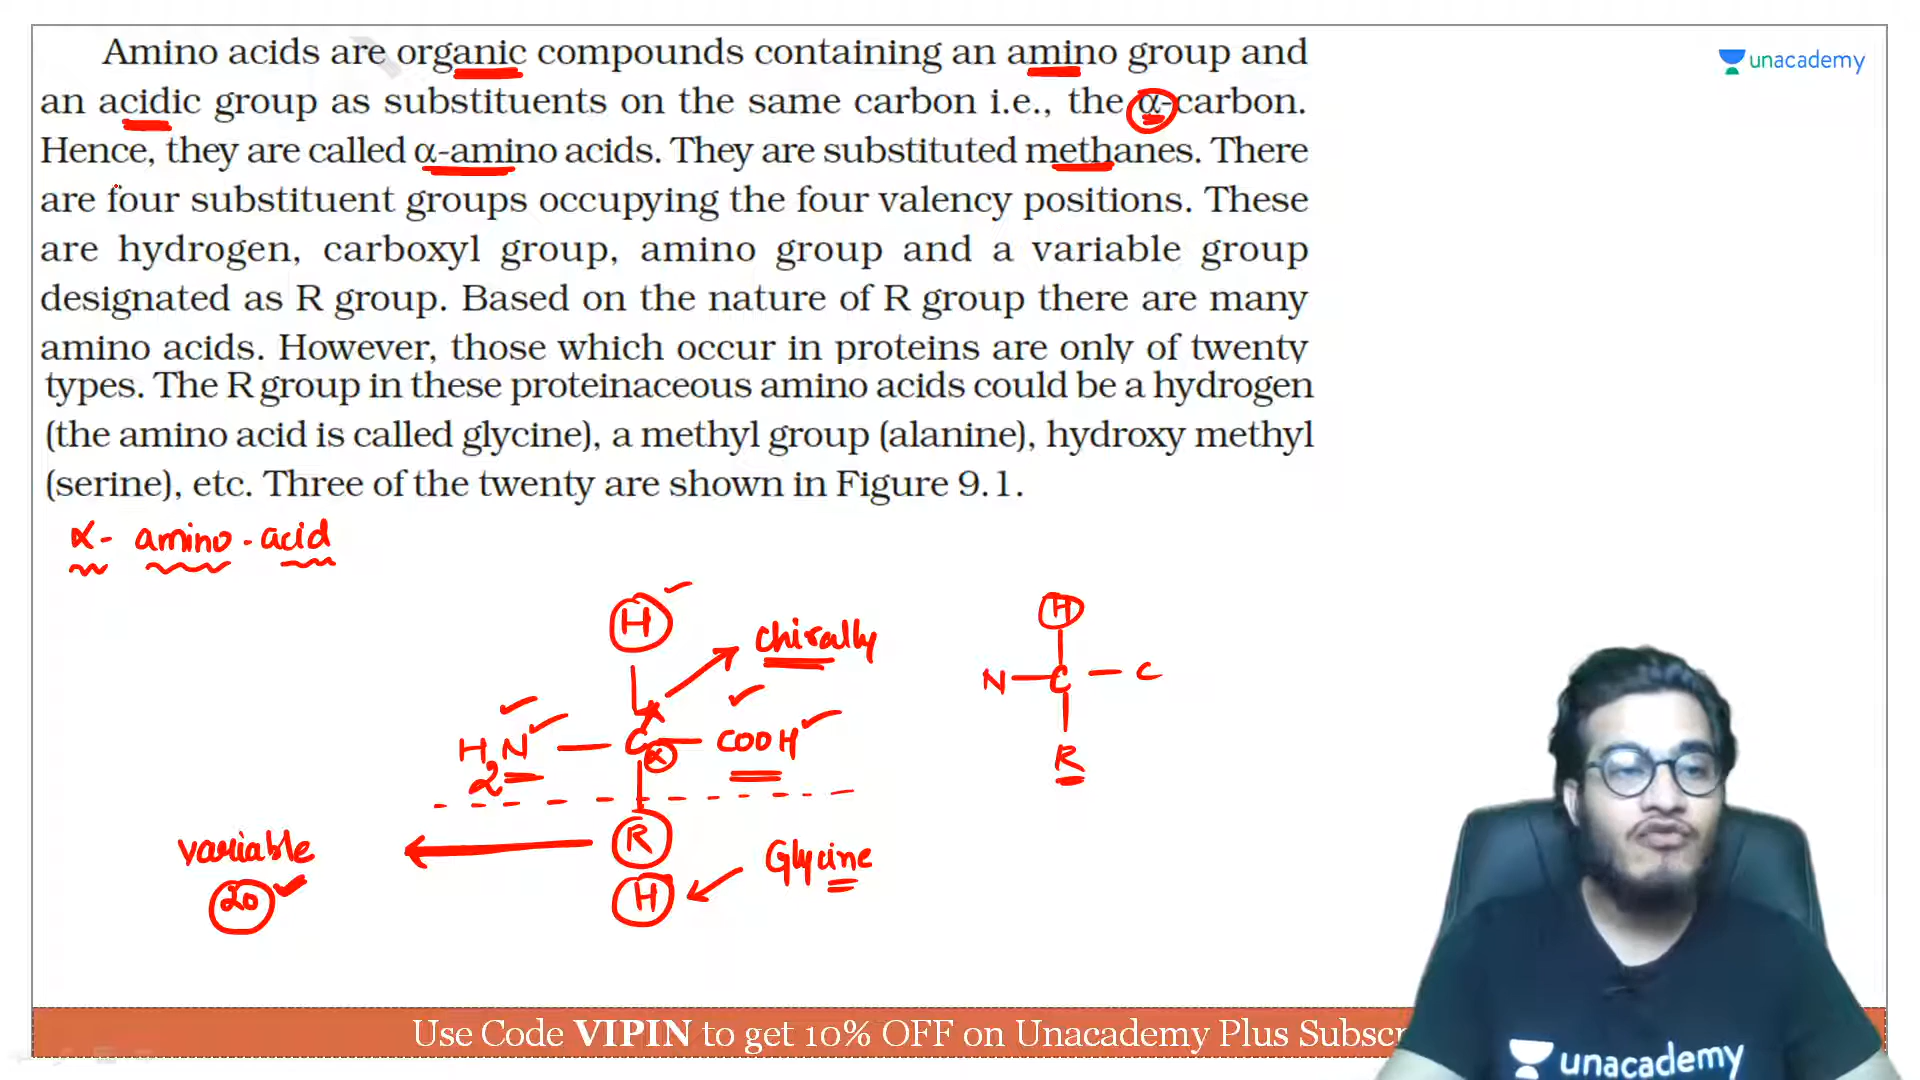 Amino acids are organic compounds containing an amino group and
an acidic group as substituents on the same carbon i.e., the α-carbon.
Hence, they are called α-amino acids. They are substituted methanes. There
are four substituent groups occupying the four valency positions. These
are hydrogen, carboxyl group, amino group and a variable group
designated as R group. Based on the nature of R group there are many
amino acids. However, those which occur in proteins are only of twenty
types. The R group in these proteinaceous amino acids could be a hydrogen
(the amino acid is called glycine), a methyl group (alanine), hydroxy methyl
(serine), etc. Three of the twenty are shown in Figure 9.1.
unacademy
α- amino - acid
H
chirally
H2N C COOH
α
R
variable
20
H
Glycine
H
N C C
R
Use Code VIPIN to get 10% OFF on Unacademy Plus Subscr
unacademy